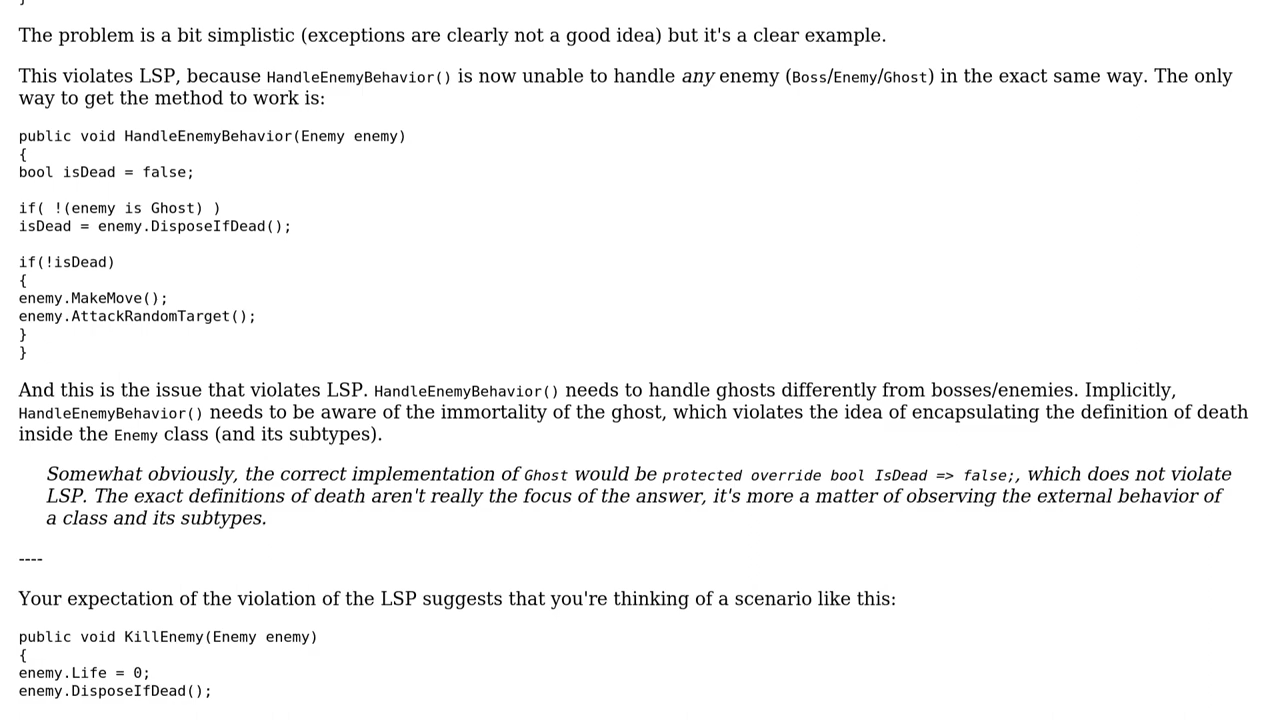 }
The problem is a bit simplistic (exceptions are clearly not a good idea) but it's a clear example.
This violates LSP, because HandleEnemyBehavior() is now unable to handle any enemy (Boss/Enemy/Ghost) in the exact same way. The only
way to get the method to work is:
public void HandleEnemyBehavior(Enemy enemy)
{
bool isDead = false;
if( !(enemy is Ghost) )
isDead = enemy.DisposeIfDead();
if(!isDead)
{
enemy.MakeMove();
enemy.AttackRandomTarget();
}
}
And this is the issue that violates LSP. HandleEnemyBehavior() needs to handle ghosts differently from bosses/enemies. Implicitly,
HandleEnemyBehavior() needs to be aware of the immortality of the ghost, which violates the idea of encapsulating the definition of death
inside the Enemy class (and its subtypes).
Somewhat obviously, the correct implementation of Ghost would be protected override bool IsDead => false;, which does not violate
LSP. The exact definitions of death aren't really the focus of the answer, it's more a matter of observing the external behavior of
a class and its subtypes.
----
Your expectation of the violation of the LSP suggests that you're thinking of a scenario like this:
public void KillEnemy(Enemy enemy)
{
enemy.Life = 0;
enemy.DisposeIfDead();